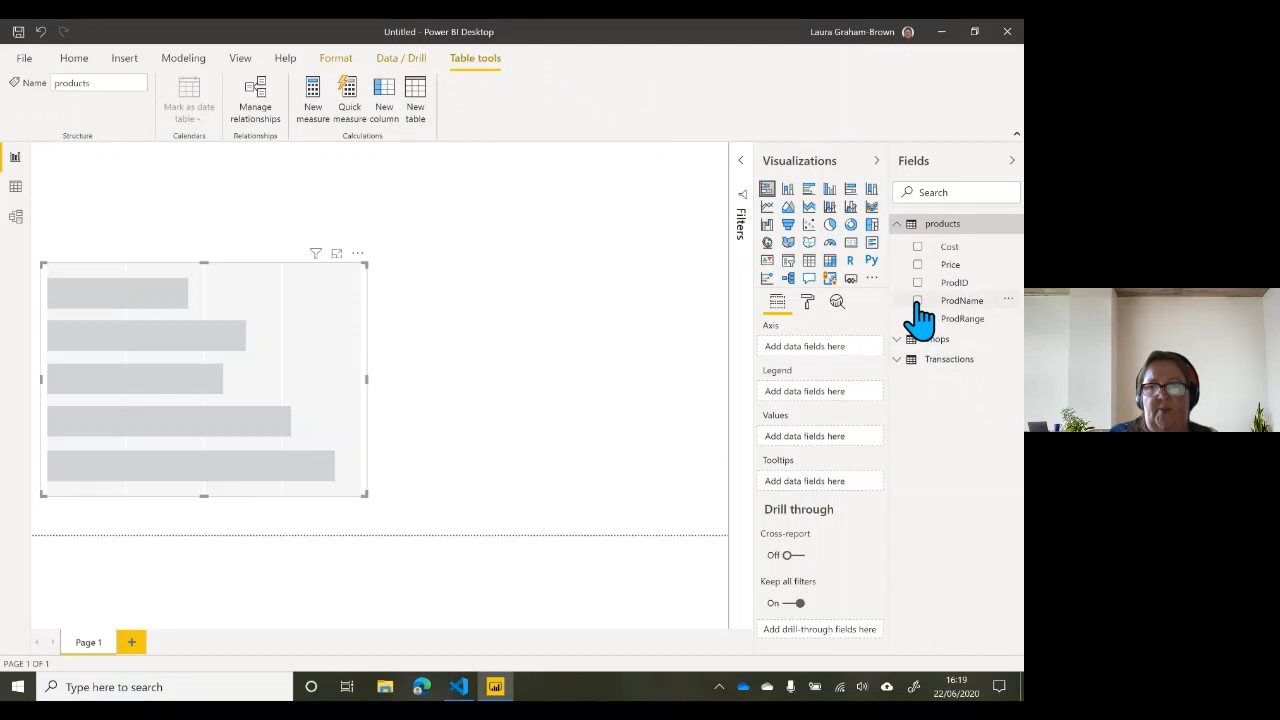 Untitled - Power BI Desktop
Laura Graham-Brown
File
Home
Insert
Modeling
View
Help
Format
Data / Drill
Table tools
Name
products
Mark as date
table
Manage
relationships
New
measure
Quick
measure
New
column
New
table
Structure
Calendars
Relationships
Calculations
Filters
Visualizations
R
Py
Axis
Add data fields here
Legend
Add data fields here
Values
Add data fields here
Tooltips
Add data fields here
Drill through
Cross-report
Off
Keep all filters
On
Add drill-through fields here
Fields
Search
products
Cost
Price
ProdID
ProdName
ProdRange
Transactions
Page 1
PAGE 1 OF 1
Type here to search
16:19
22/06/2020